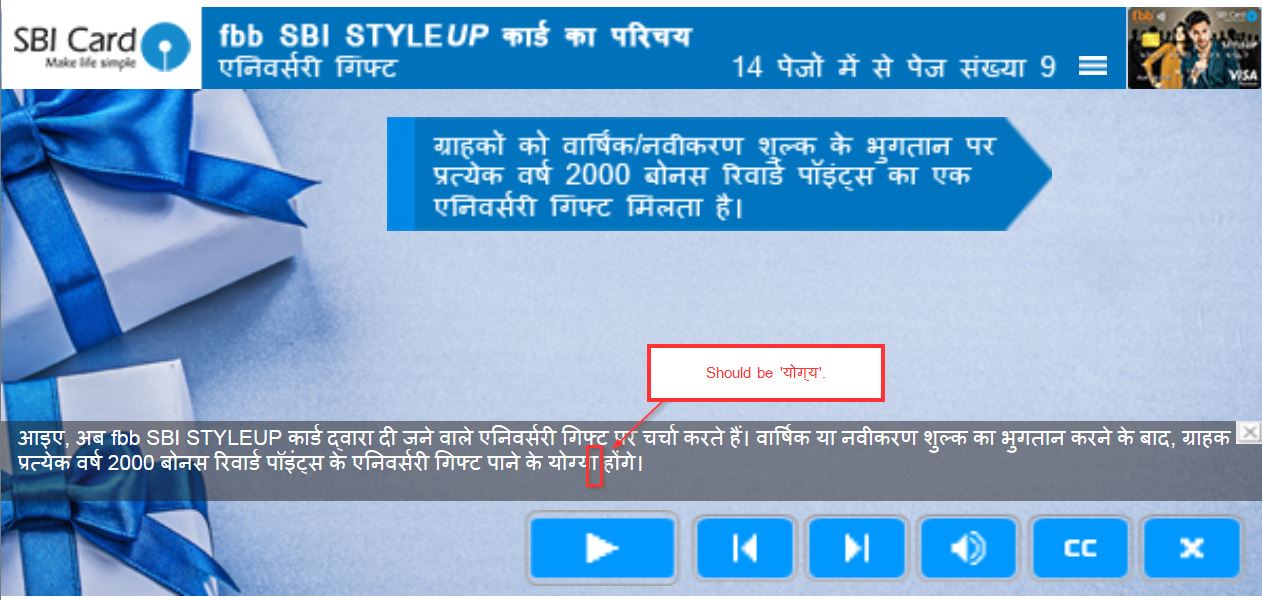 SBI Card
Make life simple
fbb SBI STYLEUP कार्ड का परिचय
एनिवर्सरी गिफ्ट
14 पेजों में से पेज संख्या 9
fbb
SBI Card
STYLEUP
VISA
ग्राहकों को वार्षिक/नवीकरण शुल्क के भुगतान पर
प्रत्येक वर्ष 2000 बोनस रिवार्ड पॉइंट्स का एक
एनिवर्सरी गिफ्ट मिलता है।
Should be 'योग्य'.
आइए, अब fbb SBI STYLEUP कार्ड द्वारा दी जने वाले एनिवर्सरी गिफ्ट पर चर्चा करते हैं। वार्षिक या नवीकरण शुल्क का भुगतान करने के बाद, ग्राहक
प्रत्येक वर्ष 2000 बोनस रिवार्ड पॉइंट्स के एनिवर्सरी गिफ्ट पाने के योग्या होंगे।
CC